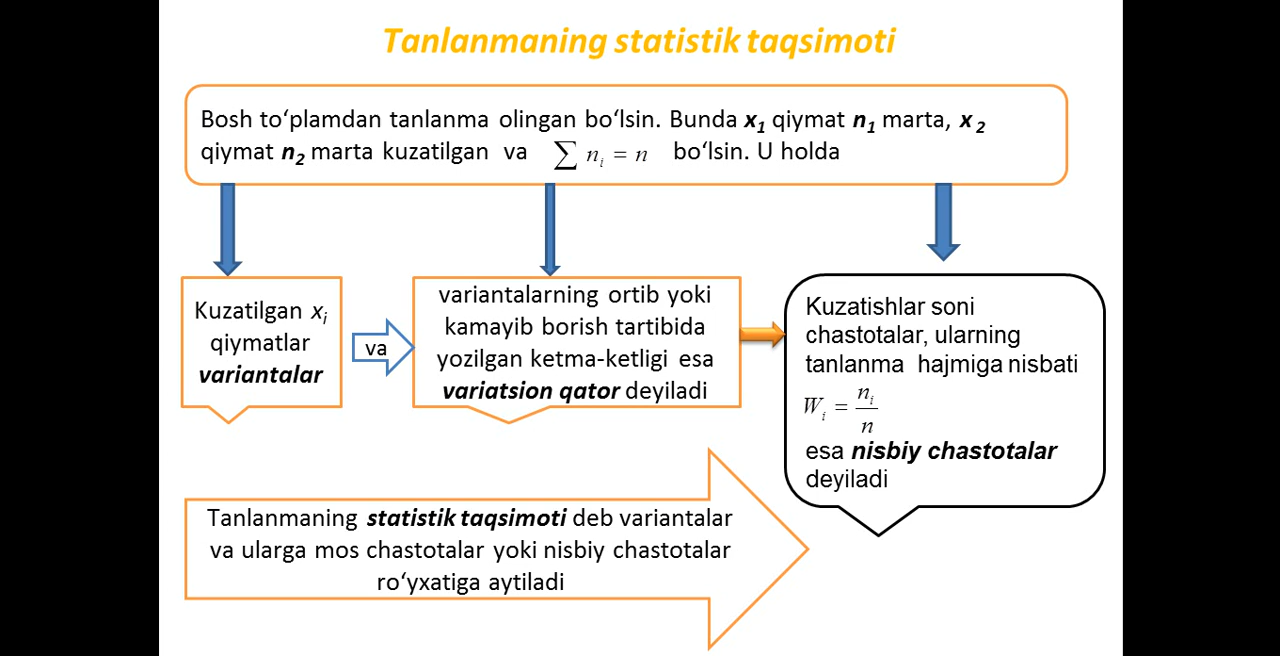 Tanlanmaning statistik taqsimoti
Bosh to‘plamdan tanlanma olingan bo‘lsin. Bunda x₁ qiymat n₁ marta, x₂
qiymat n₂ marta kuzatilgan va ∑ nᵢ = n bo‘lsin. U holda
Kuzatilgan xᵢ
qiymatlar
variantalar
va
variantalarning ortib yoki
kamayib borish tartibida
yozilgan ketma-ketligi esa
variatsion qator deyiladi
Kuzatishlar soni
chastotalar, ularning
tanlanma hajmiga nisbati
Wᵢ = nᵢ/n
esa nisbiy chastotalar
deyiladi
Tanlanmaning statistik taqsimoti deb variantalar
va ularga mos chastotalar yoki nisbiy chastotalar
ro‘yxatiga aytiladi